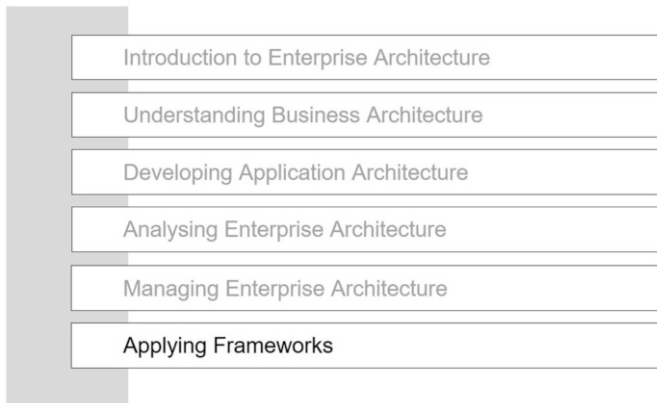 Introduction to Enterprise Architecture
Understanding Business Architecture
Developing Application Architecture
Analysing Enterprise Architecture
Managing Enterprise Architecture
Applying Frameworks